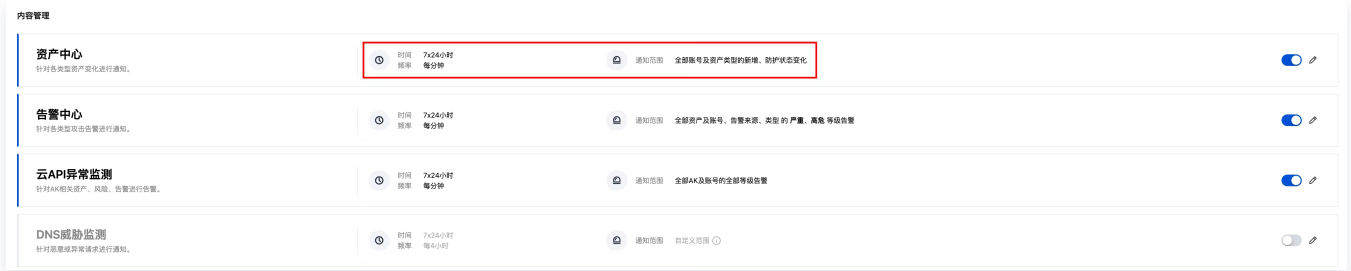 内容管理
资产中心
针对各类型资产变化进行通知。
时间 7x24小时
频率 每分钟
通知范围 全部账号及资产类型的新增、防护状态变化
告警中心
针对各类型攻击告警进行通知。
时间 7x24小时
频率 每分钟
通知范围 全部资产及账号、告警来源、类型 的 严重、高危 等级告警
云API异常监测
针对AK相关资产、风险、告警进行告警。
时间 7x24小时
频率 每分钟
通知范围 全部AK及账号的全部等级告警
DNS威胁监测
针对恶意或异常请求进行通知。
时间 7x24小时
频率 每4小时
通知范围 自定义范围